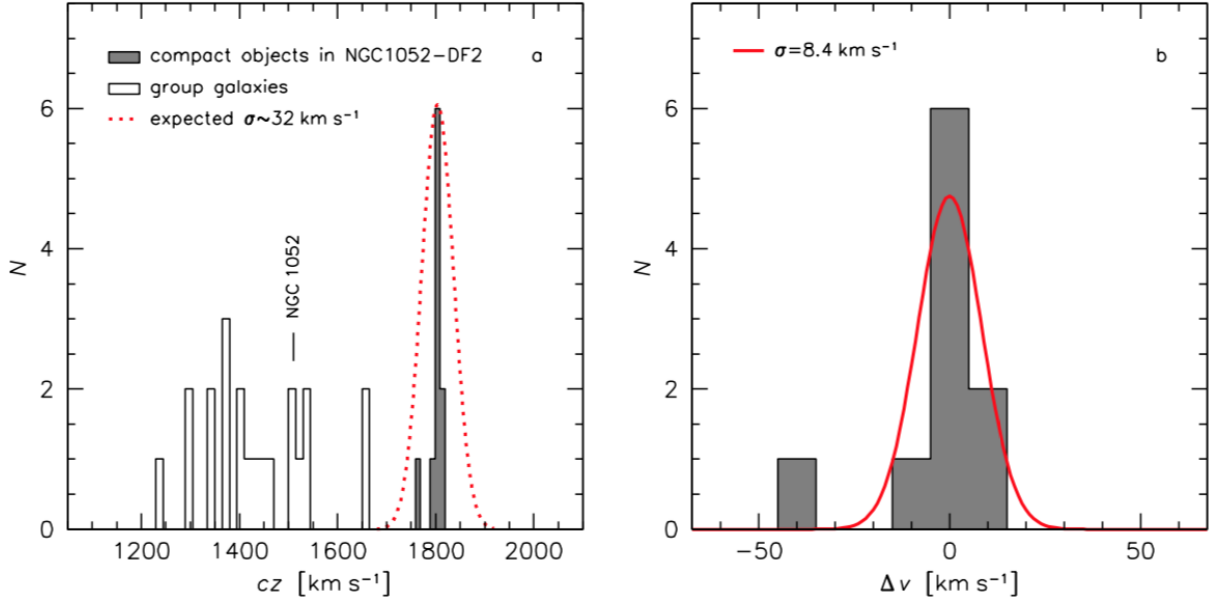 compact objects in NGC1052-DF2
a
group galaxies
expected σ~32 km s⁻¹
NGC 1052
N
0
2
4
6
1200
1400
1600
1800
2000
cz [km s⁻¹]
σ=8.4 km s⁻¹
b
N
0
2
4
6
−50
0
50
Δv [km s⁻¹]